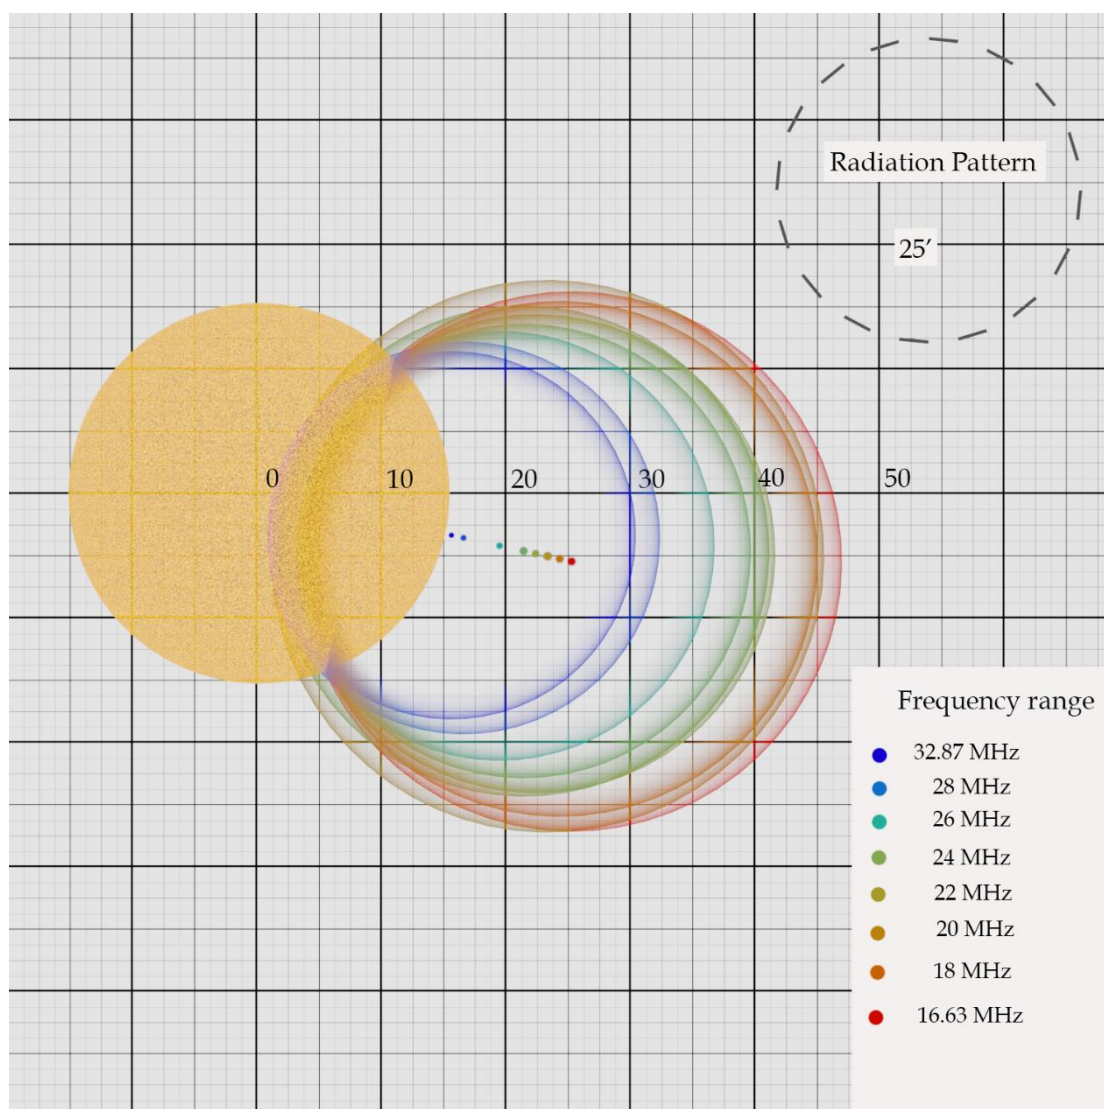 Radiation Pattern
25′
0 10 20 30 40 50
Frequency range
32.87 MHz
28 MHz
26 MHz
24 MHz
22 MHz
20 MHz
18 MHz
16.63 MHz